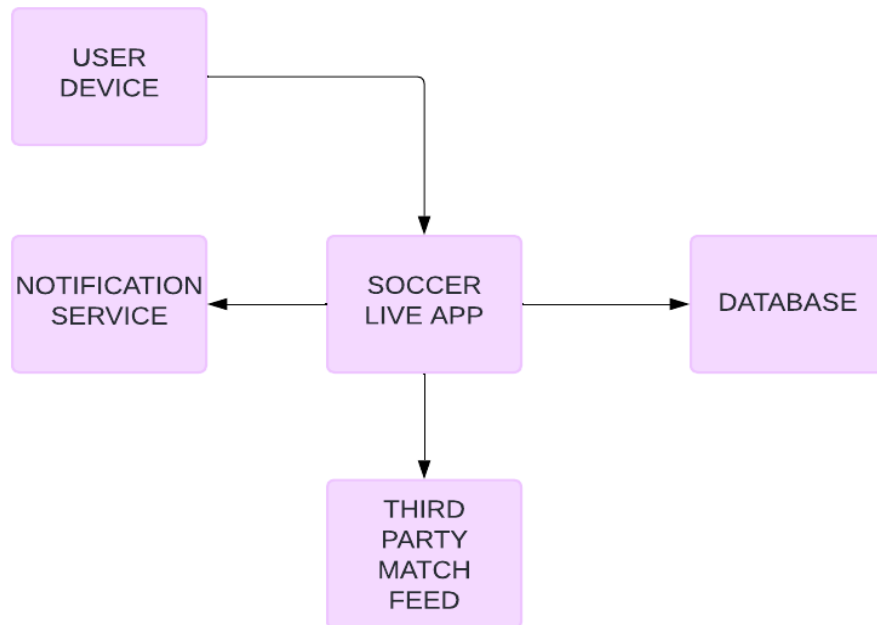 USER
DEVICE
NOTIFICATION
SERVICE
SOCCER
LIVE APP
DATABASE
THIRD
PARTY
MATCH
FEED